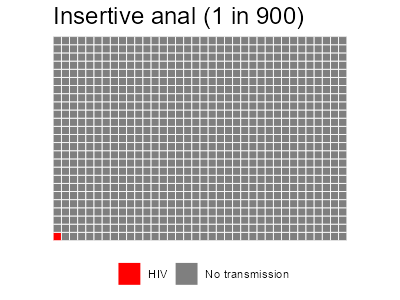 Insertive anal (1 in 900)
HIV
No transmission